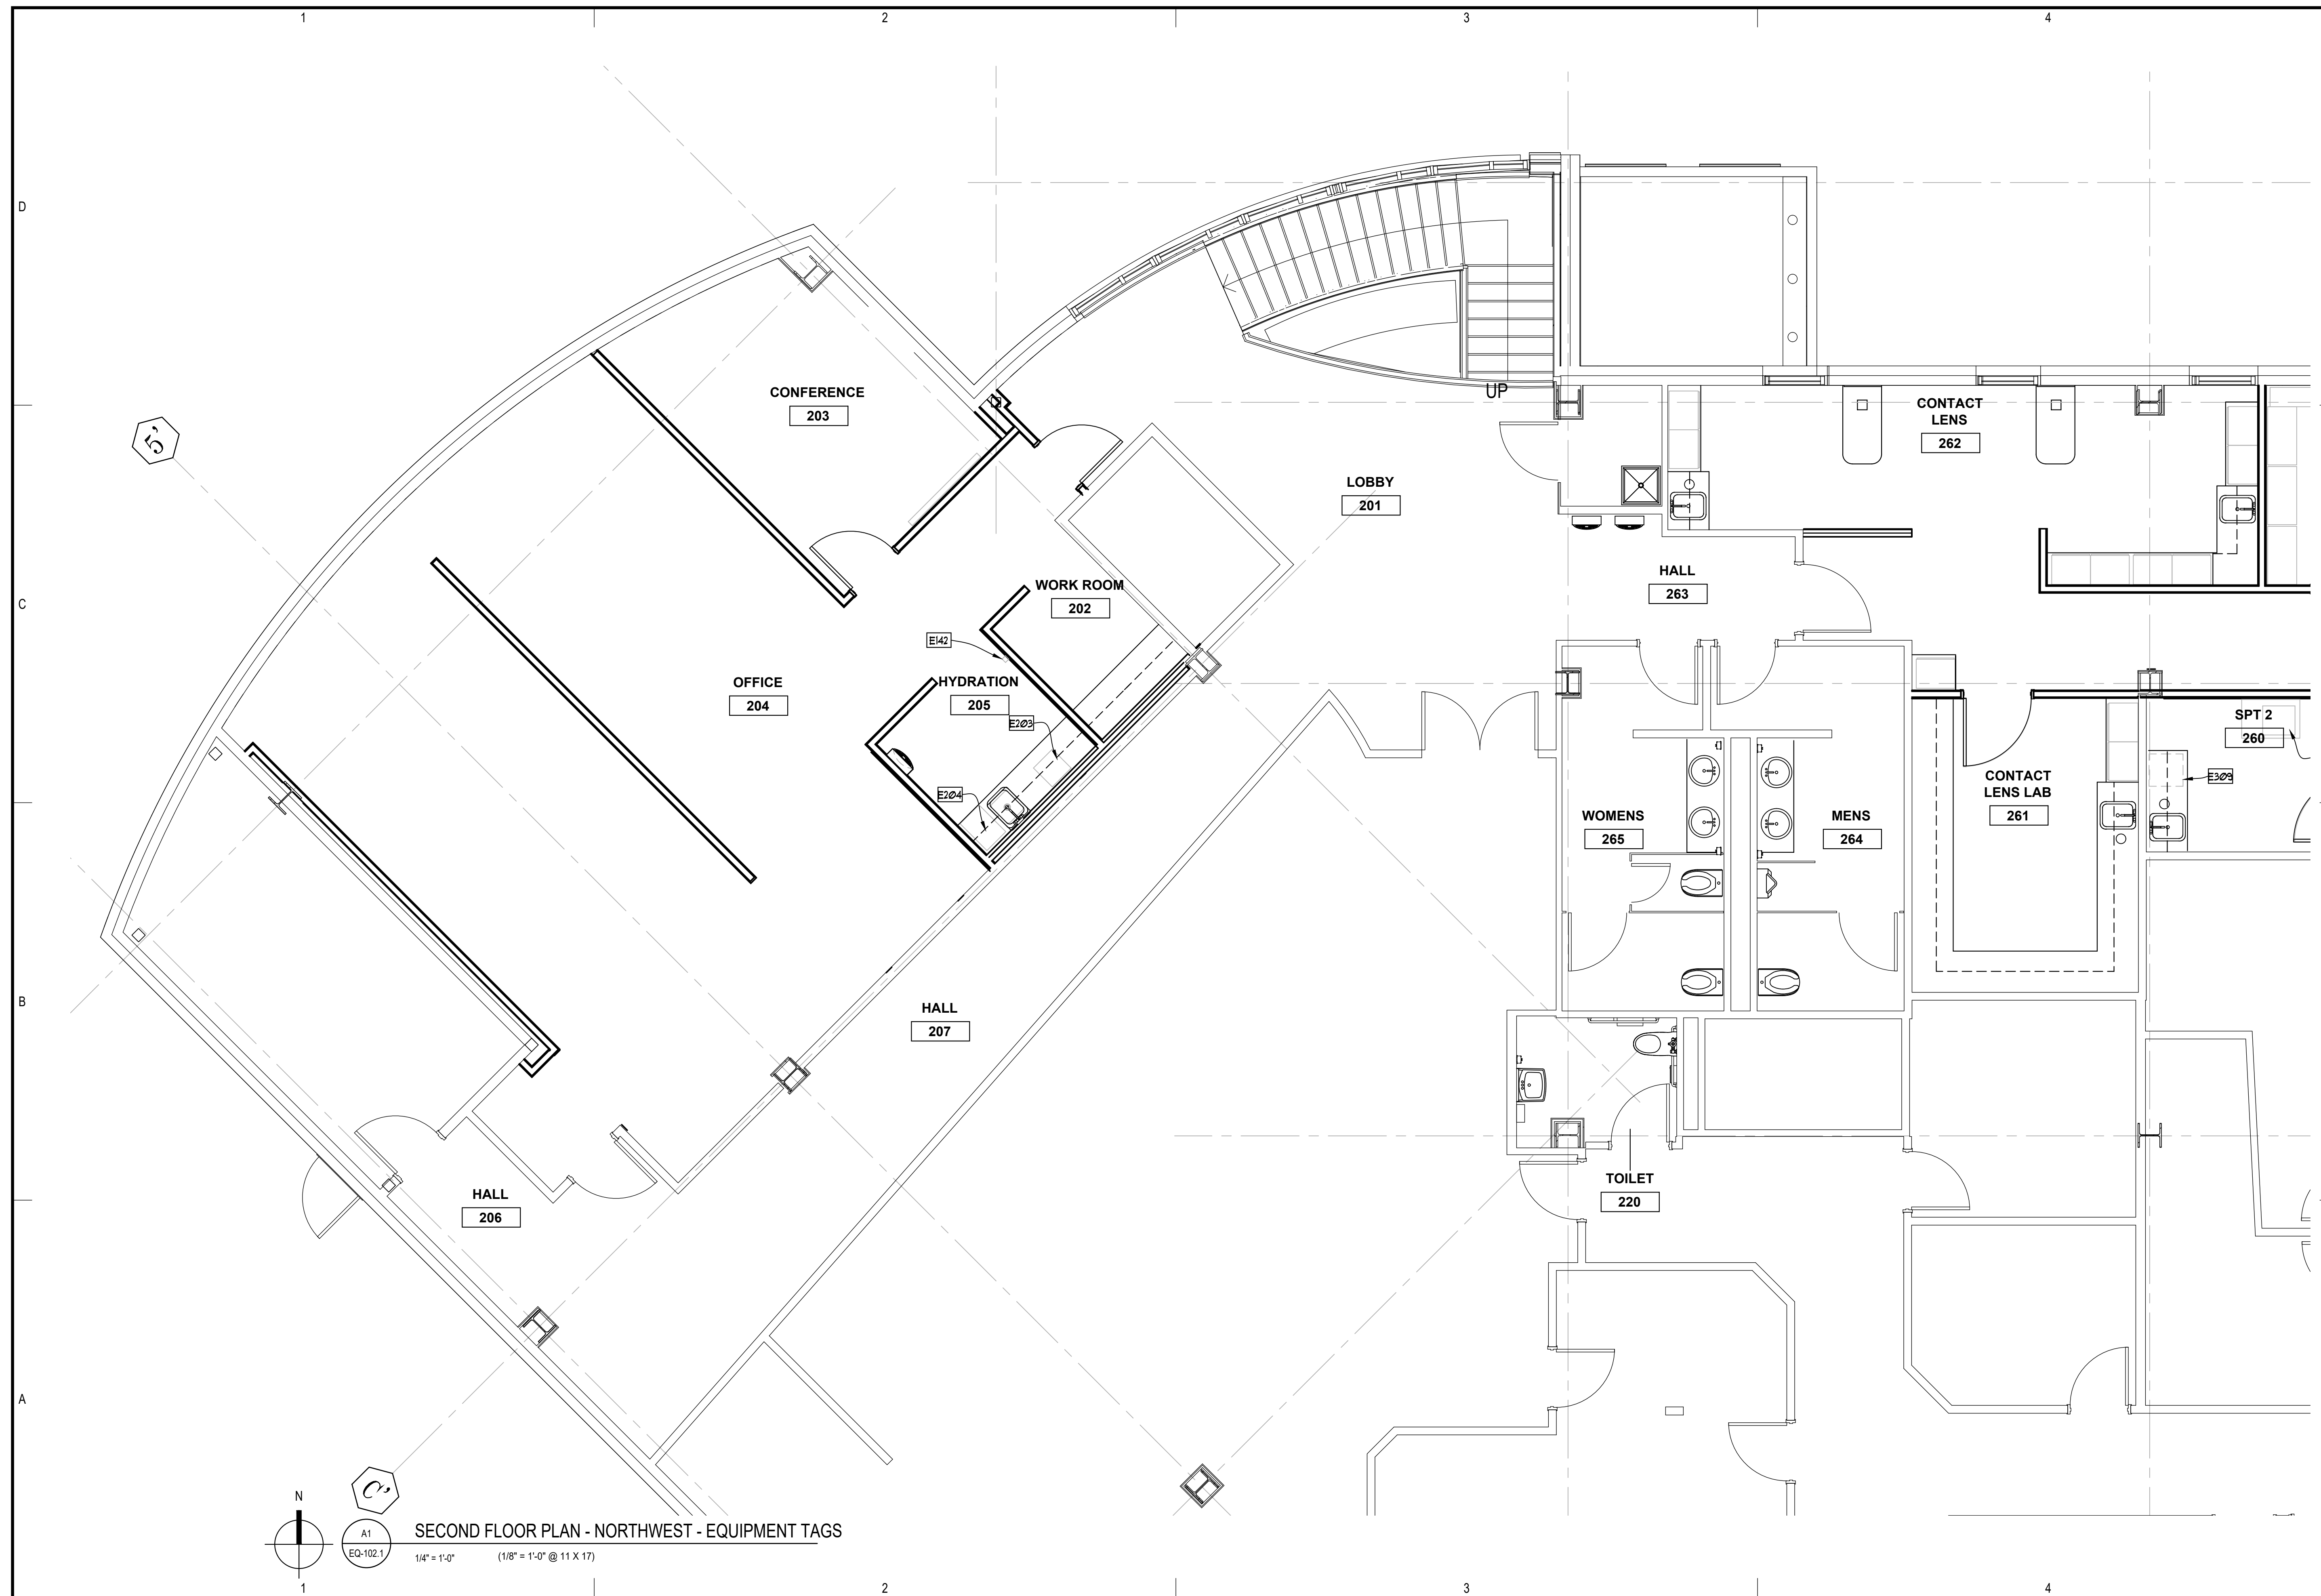 1 2 3 4
D
C
B
A
UP
CONFERENCE
203
5'
CONTACT
LENS
262
LOBBY
201
HALL
263
WORK ROOM
202
E142
OFFICE
204
HYDRATION
205
E203
E204
SPT 2
260
E309
CONTACT
LENS LAB
261
WOMENS
265
MENS
264
HALL
207
TOILET
220
HALL
206
C'
N
A1
EQ-102.1
SECOND FLOOR PLAN - NORTHWEST - EQUIPMENT TAGS
1/4" = 1'-0" (1/8" = 1'-0" @ 11 X 17)
1 2 3 4